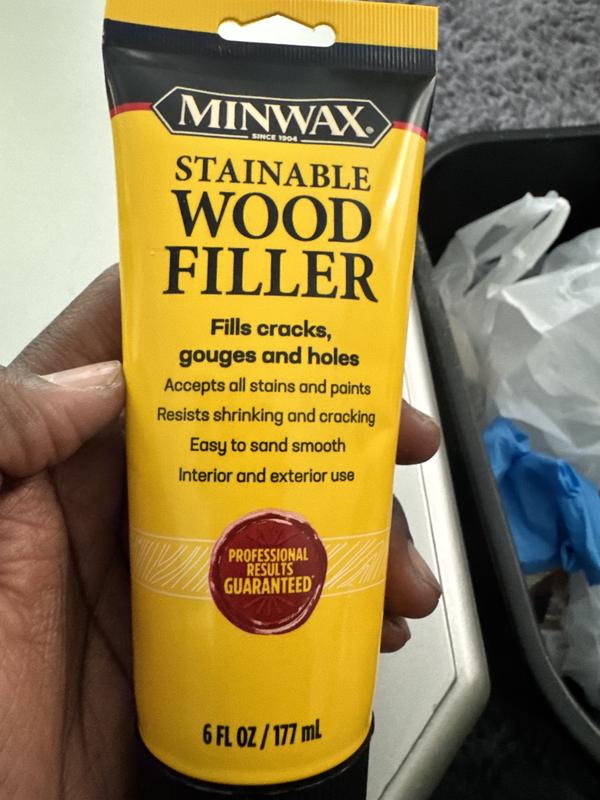 MINWAX®
SINCE 1904
STAINABLE
WOOD
FILLER
Fills cracks,
gouges and holes
Accepts all stains and paints
Resists shrinking and cracking
Easy to sand smooth
Interior and exterior use
PROFESSIONAL
RESULTS
GUARANTEED*
6 FL OZ / 177 mL